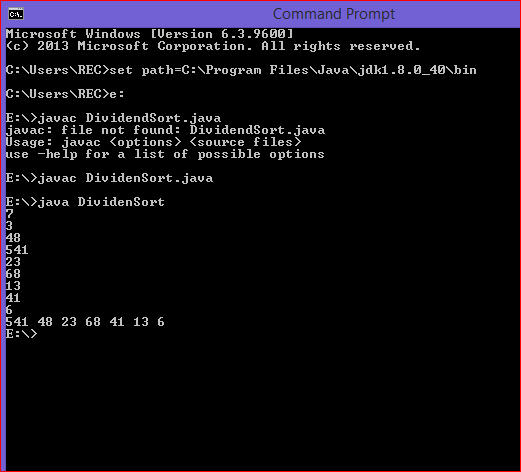 Command Prompt
Microsoft Windows [Version 6.3.9600]
(c) 2013 Microsoft Corporation. All rights reserved.
C:\Users\REC>set path=C:\Program Files\Java\jdk1.8.0_40\bin
C:\Users\REC>e:
E:\>javac DividendSort.java
javac: file not found: DividendSort.java
Usage: javac <options> <source files>
use -help for a list of possible options
E:\>javac DividenSort.java
E:\>java DividenSort
7
3
48
541
23
68
13
41
6
541 48 23 68 41 13 6
E:\>